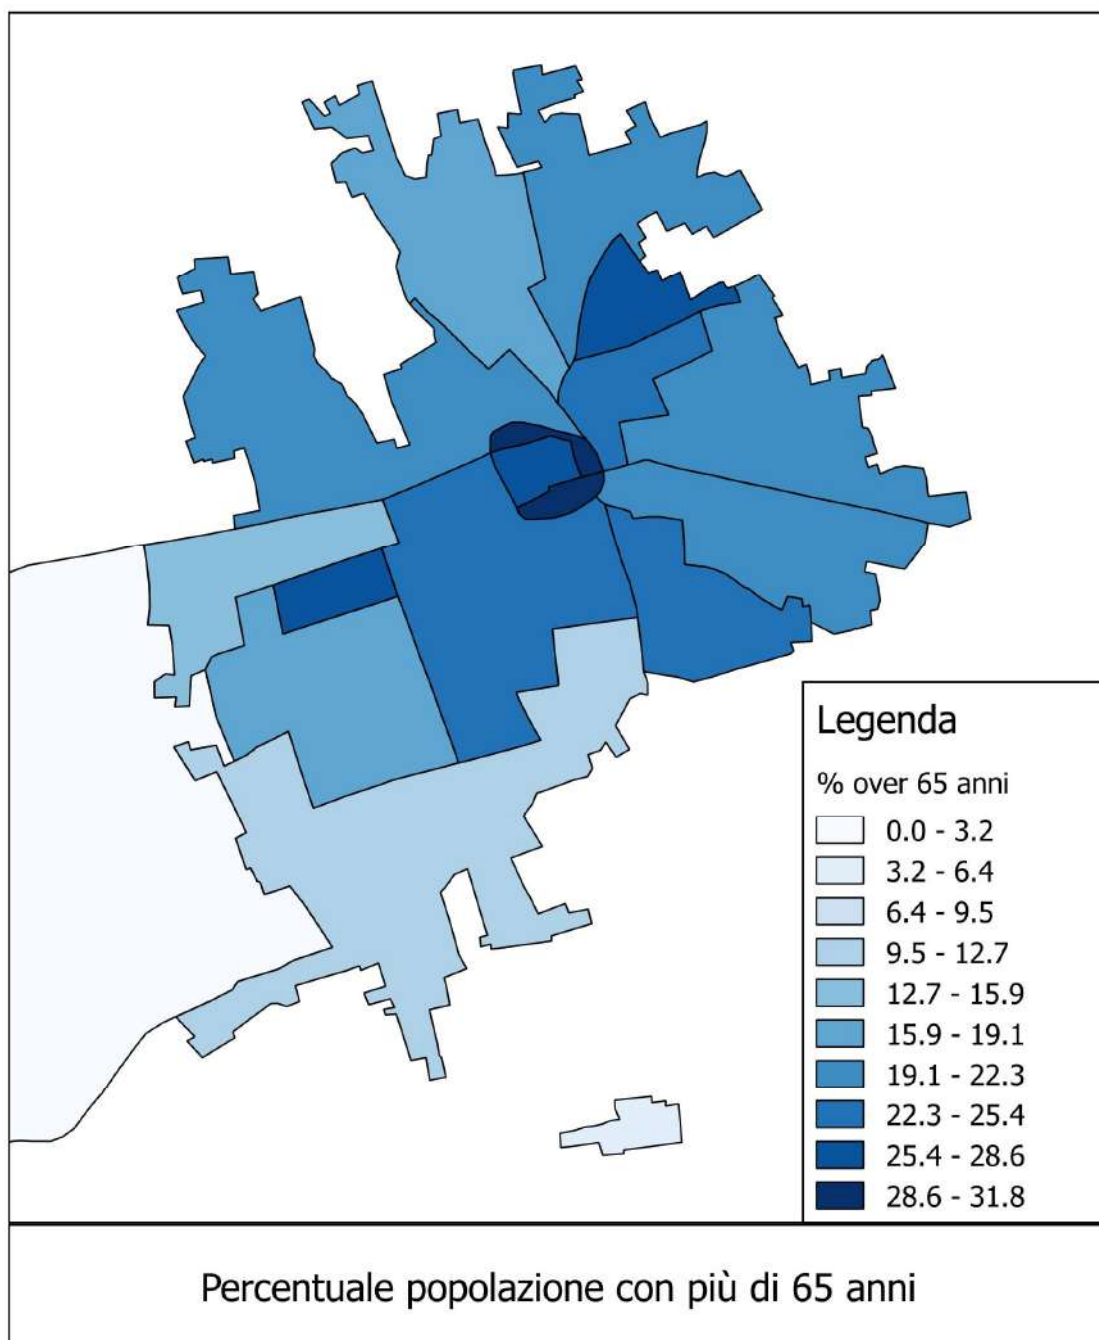 Legenda
% over 65 anni
0.0 - 3.2
3.2 - 6.4
6.4 - 9.5
9.5 - 12.7
12.7 - 15.9
15.9 - 19.1
19.1 - 22.3
22.3 - 25.4
25.4 - 28.6
28.6 - 31.8
Percentuale popolazione con più di 65 anni